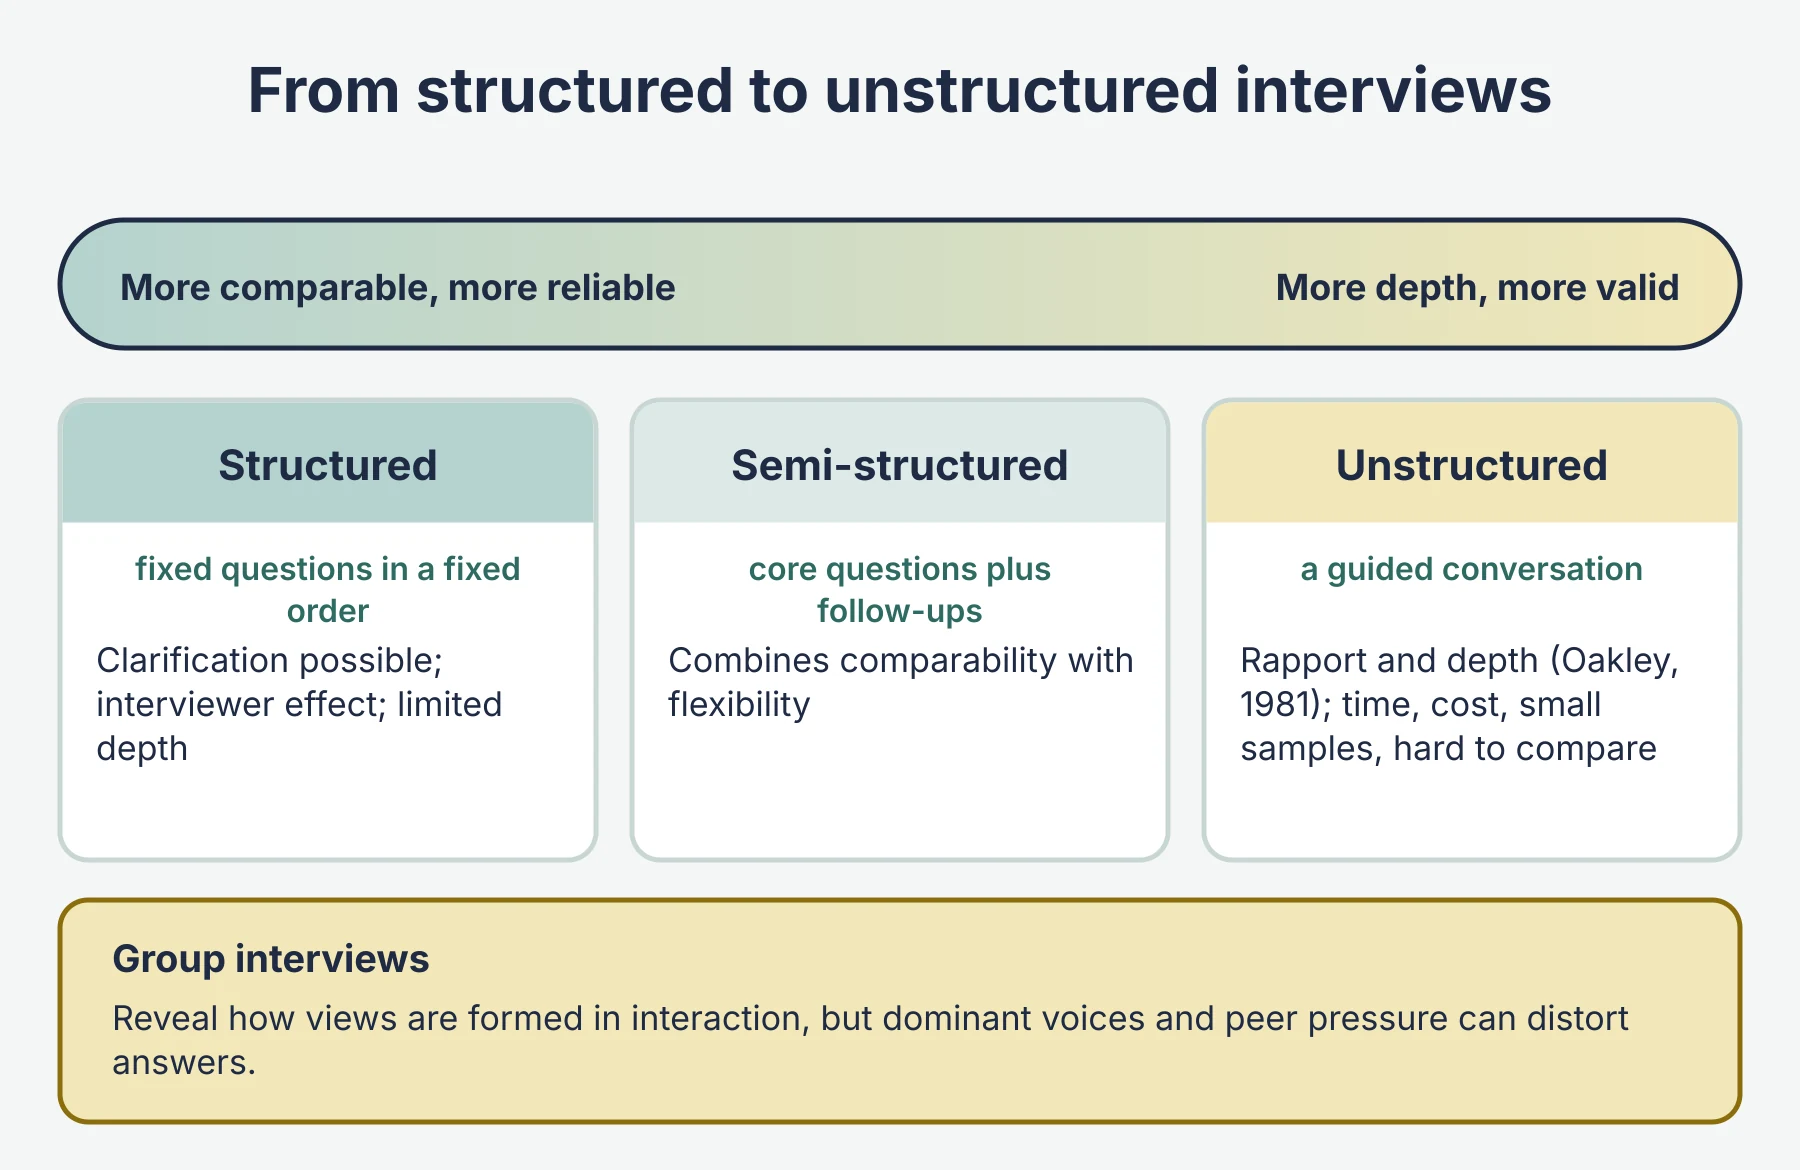 From structured to unstructured interviews
More comparable, more reliable
More depth, more valid
Structured
fixed questions in a fixed
order
Clarification possible;
interviewer effect; limited
depth
Semi-structured
core questions plus
follow-ups
Combines comparability with
flexibility
Unstructured
a guided conversation
Rapport and depth (Oakley,
1981); time, cost, small
samples, hard to compare
Group interviews
Reveal how views are formed in interaction, but dominant voices and peer pressure can distort
answers.